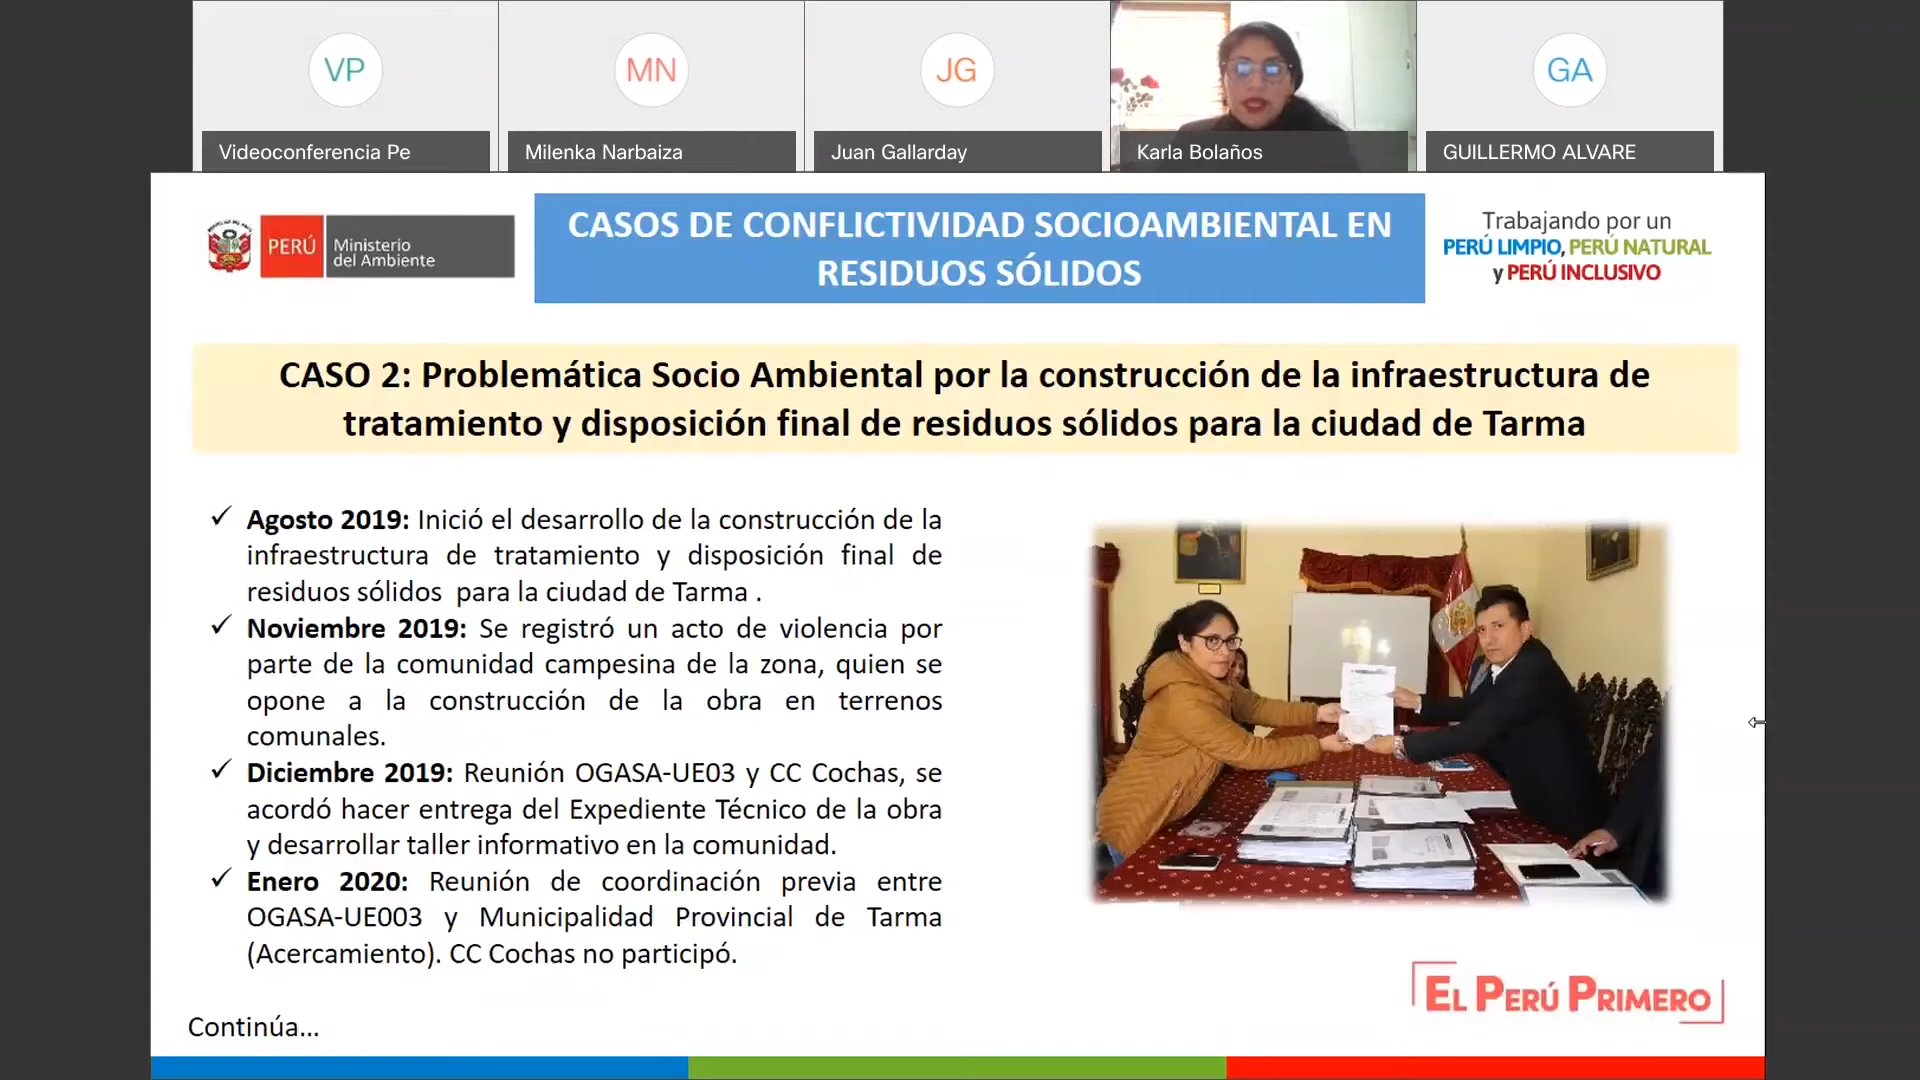 VP
MN
JG
GA
Videoconferencia Pe
Milenka Narbaiza
Juan Gallarday
Karla Bolaños
GUILLERMO ALVARE
PERÚ
Ministerio
del Ambiente
CASOS DE CONFLICTIVIDAD SOCIOAMBIENTAL EN
RESIDUOS SÓLIDOS
Trabajando por un
PERÚ LIMPIO, PERÚ NATURAL
y PERÚ INCLUSIVO
CASO 2: Problemática Socio Ambiental por la construcción de la infraestructura de
tratamiento y disposición final de residuos sólidos para la ciudad de Tarma
✓ Agosto 2019: Inició el desarrollo de la construcción de la
infraestructura de tratamiento y disposición final de
residuos sólidos  para la ciudad de Tarma .
✓ Noviembre 2019: Se registró un acto de violencia por
parte de la comunidad campesina de la zona, quien se
opone a la construcción de la obra en terrenos
comunales.
✓ Diciembre 2019: Reunión OGASA-UE03 y CC Cochas, se
acordó hacer entrega del Expediente Técnico de la obra
y desarrollar taller informativo en la comunidad.
✓ Enero 2020: Reunión de coordinación previa entre
OGASA-UE003 y Municipalidad Provincial de Tarma
(Acercamiento). CC Cochas no participó.
Continúa...
EL PERÚ PRIMERO